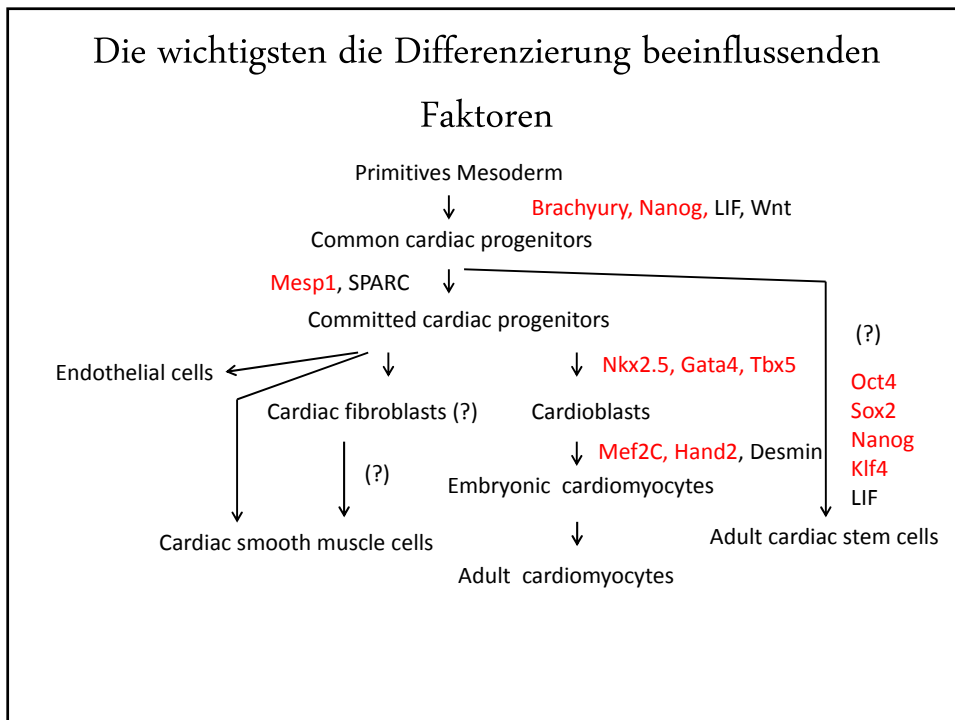 Die wichtigsten die Differenzierung beeinflussenden
Faktoren
Primitives Mesoderm
Brachyury, Nanog, LIF, Wnt
Common cardiac progenitors
Mesp1, SPARC
Committed cardiac progenitors
(?)
Endothelial cells
Nkx2.5, Gata4, Tbx5
Oct4
Sox2
Nanog
Klf4
LIF
Cardiac fibroblasts (?)
Cardioblasts
Mef2C, Hand2, Desmin
(?)
Embryonic cardiomyocytes
Cardiac smooth muscle cells
Adult cardiac stem cells
Adult cardiomyocytes